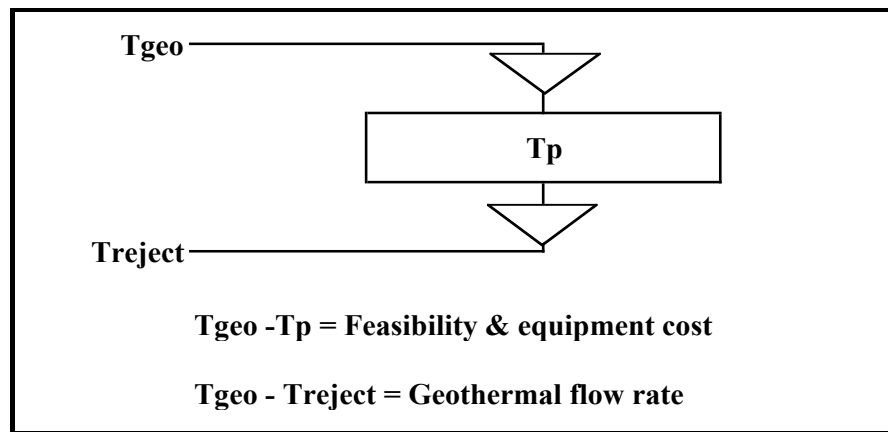 Tgeo
Tp
Treject
Tgeo -Tp = Feasibility & equipment cost
Tgeo - Treject = Geothermal flow rate